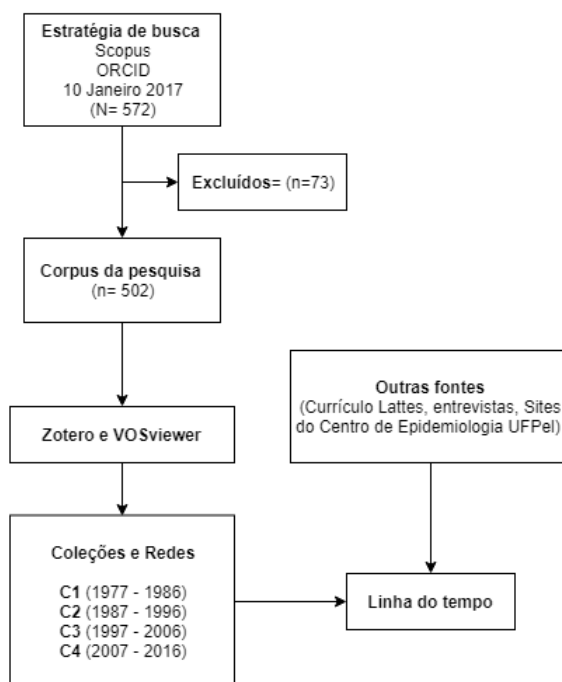 Estratégia de busca
Scopus
ORCID
10 Janeiro 2017
(N= 572)
Excluídos= (n=73)
Corpus da pesquisa
(n= 502)
Outras fontes
(Currículo Lattes, entrevistas, Sites
do Centro de Epidemiologia UFPel)
Zotero e VOSviewer
Coleções e Redes
C1 (1977 - 1986)
C2 (1987 - 1996)
C3 (1997 - 2006)
C4 (2007 - 2016)
Linha do tempo